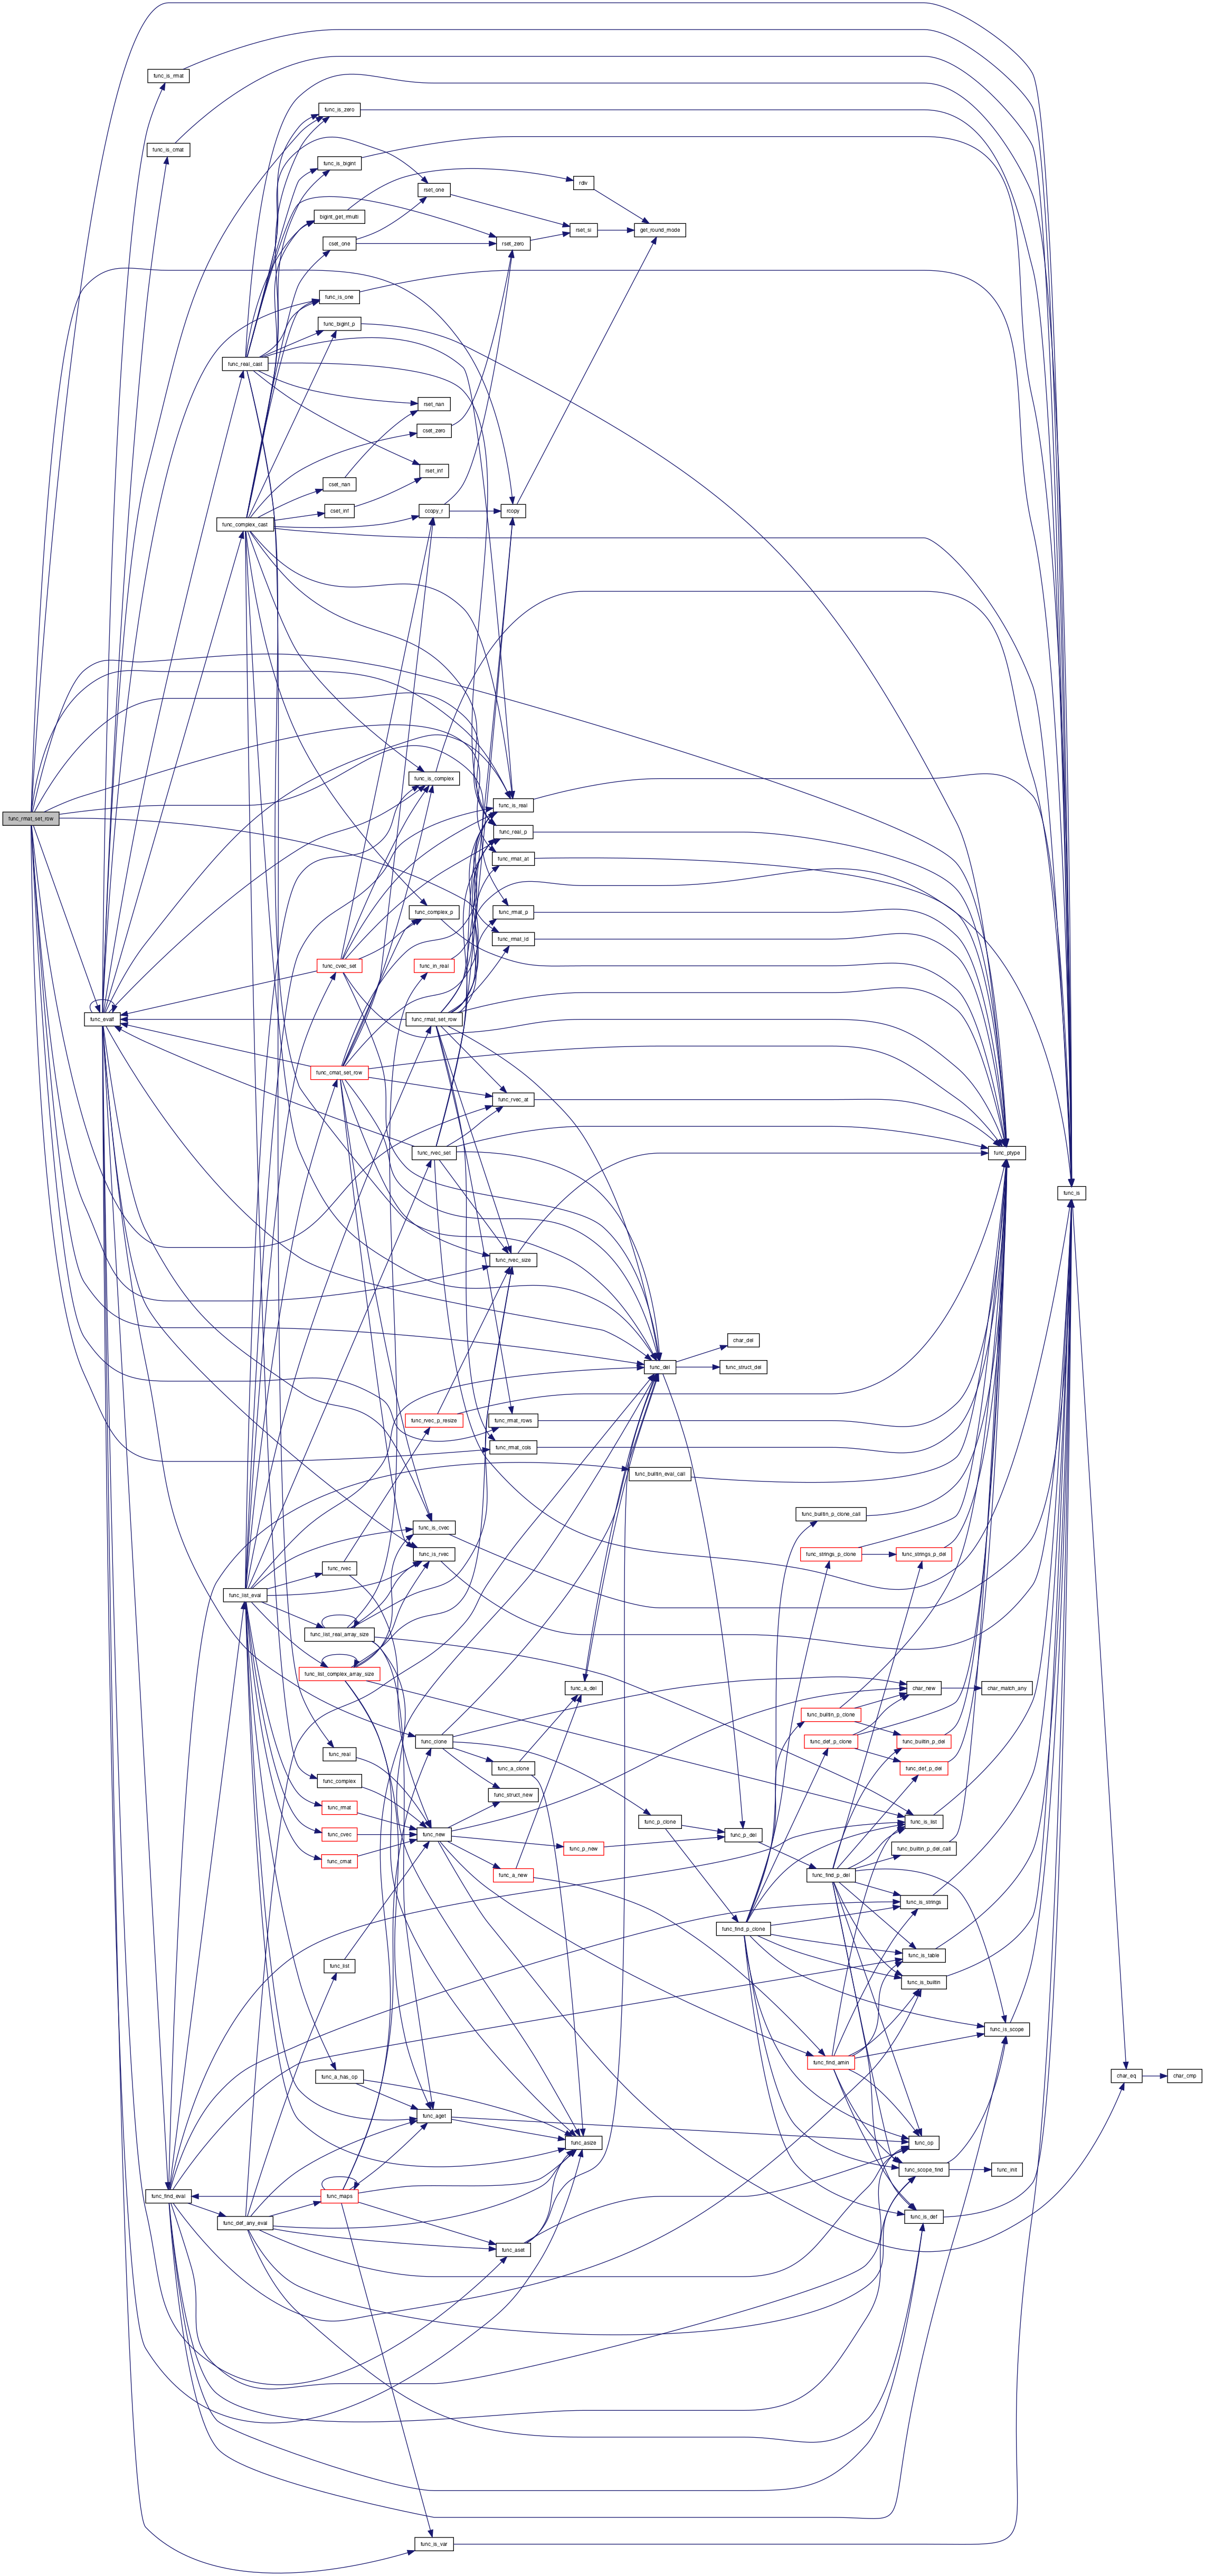 func_is_rmat
func_is_zero
func_is_cmat
func_is_bigint
rdiv
rset_one
bigint_get_rmulti
rset_si
get_round_mode
cset_one
rset_zero
func_is_one
func_bigint_p
func_real_cast
rset_nan
cset_zero
rset_inf
cset_nan
cset_inf
ccopy_r
rcopy
func_complex_cast
func_is_complex
func_is_real
func_rmat_set_row
func_real_p
func_rmat_at
func_complex_p
func_rmat_p
func_rmat_id
func_cvec_set
func_in_real
func_eval
func_rmat_set_row
func_cmat_set_row
func_rvec_at
func_rvec_set
func_ptype
func_is
func_rvec_size
char_del
func_del
func_struct_del
func_rvec_p_resize
func_rmat_rows
func_rmat_cols
func_builtin_eval_call
func_builtin_p_clone_call
func_is_cvec
func_is_rvec
func_strings_p_clone
func_strings_p_del
func_rvec
func_list_eval
func_list_real_array_size
func_list_complex_array_size
func_a_del
char_new
char_match_any
func_builtin_p_clone
func_clone
func_def_p_clone
func_builtin_p_del
func_real
func_a_clone
func_def_p_del
func_complex
func_struct_new
func_rmat
func_p_clone
func_is_list
func_cvec
func_new
func_p_del
func_p_new
func_builtin_p_del_call
func_cmat
func_a_new
func_find_p_del
func_is_strings
func_find_p_clone
func_is_table
func_list
func_is_builtin
func_is_scope
func_find_amin
func_a_has_op
char_eq
char_cmp
func_aget
func_asize
func_op
func_scope_find
func_init
func_find_eval
func_maps
func_is_def
func_def_any_eval
func_aset
func_is_var